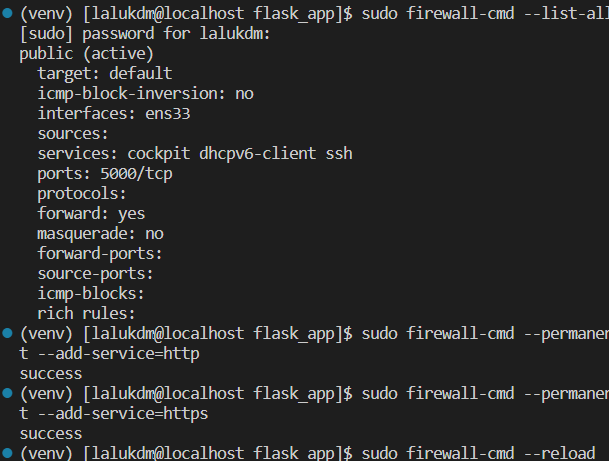 (venv) [lalukdm@localhost flask_app]$ sudo firewall-cmd --list-all
[sudo] password for lalukdm:
public (active)
  target: default
  icmp-block-inversion: no
  interfaces: ens33
  sources:
  services: cockpit dhcpv6-client ssh
  ports: 5000/tcp
  protocols:
  forward: yes
  masquerade: no
  forward-ports:
  source-ports:
  icmp-blocks:
  rich rules:
(venv) [lalukdm@localhost flask_app]$ sudo firewall-cmd --permanen
t --add-service=http
success
(venv) [lalukdm@localhost flask_app]$ sudo firewall-cmd --permanen
t --add-service=https
success
(venv) [lalukdm@localhost flask_app]$ sudo firewall-cmd --reload